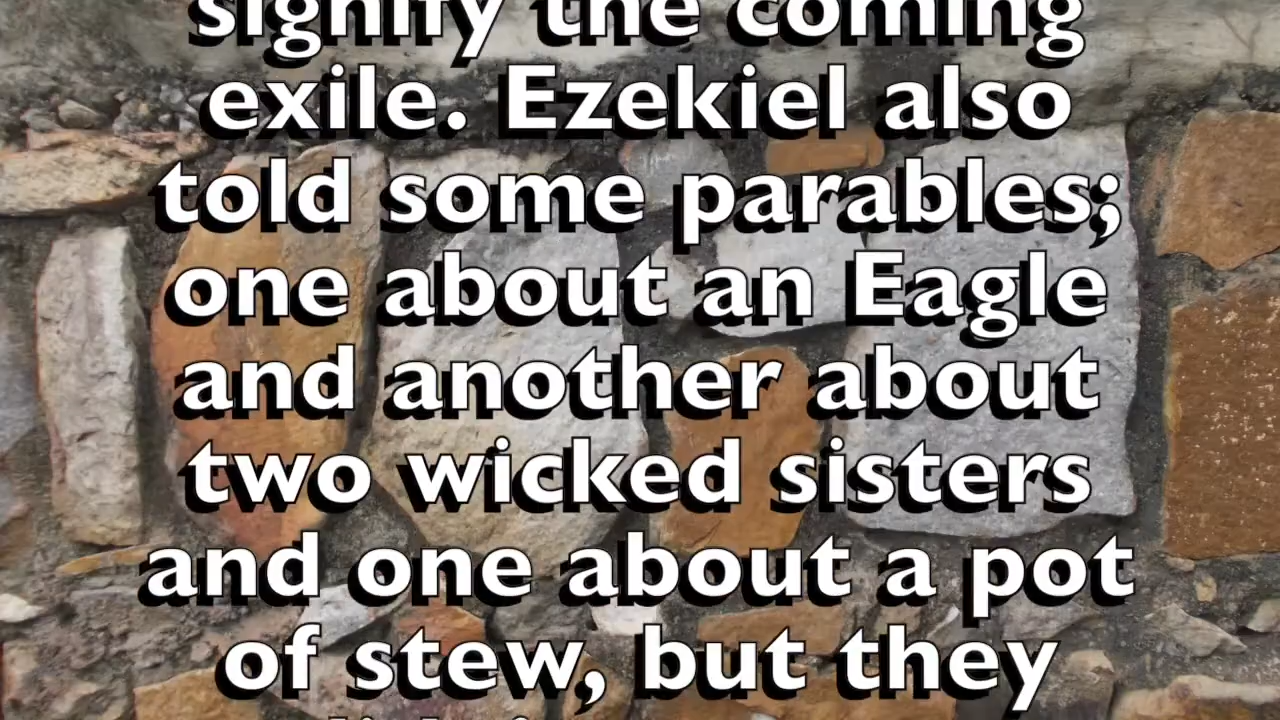 signify the coming
exile. Ezekiel also
told some parables;
one about an Eagle
and another about
two wicked sisters
and one about a pot
of stew, but they